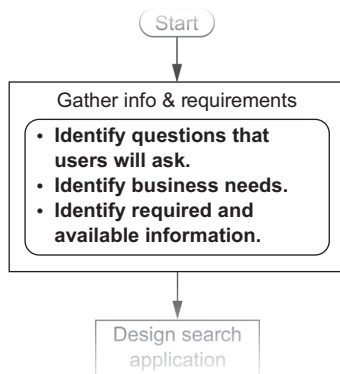 Start
Gather info & requirements
• Identify questions that
users will ask.
• Identify business needs.
• Identify required and
available information.
Design search
application